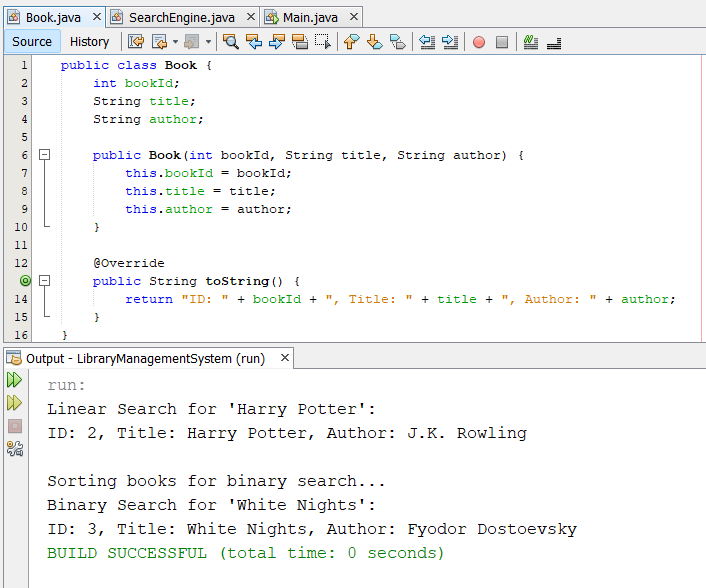 Book.java SearchEngine.java Main.java
Source History
1 public class Book {
2 int bookId;
3 String title;
4 String author;
5
6 public Book(int bookId, String title, String author) {
7 this.bookId = bookId;
8 this.title = title;
9 this.author = author;
10 }
11
12 @Override
public String toString() {
14 return "ID: " + bookId + ", Title: " + title + ", Author: " + author;
15 }
16 }
Output - LibraryManagementSystem (run)
run:
Linear Search for 'Harry Potter':
ID: 2, Title: Harry Potter, Author: J.K. Rowling
Sorting books for binary search...
Binary Search for 'White Nights':
ID: 3, Title: White Nights, Author: Fyodor Dostoevsky
BUILD SUCCESSFUL (total time: 0 seconds)